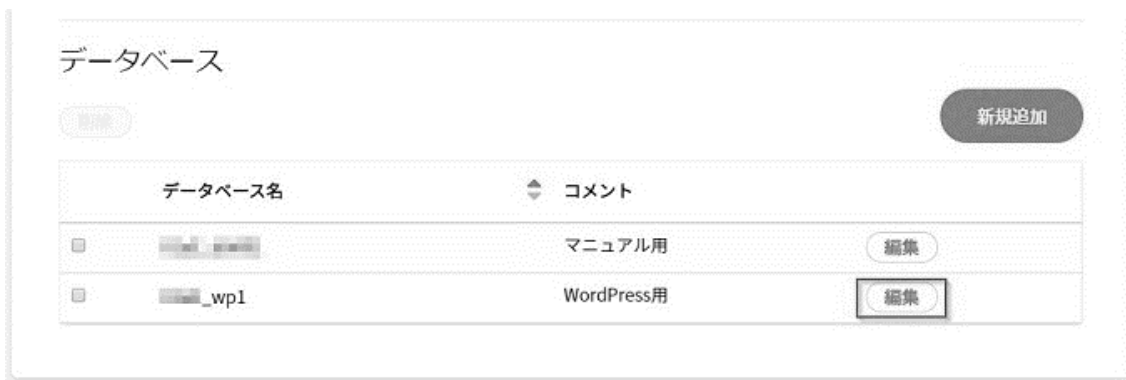 データベース
削除
新規追加
データベース名 コメント
マニュアル用 編集
_wp1 WordPress用 編集